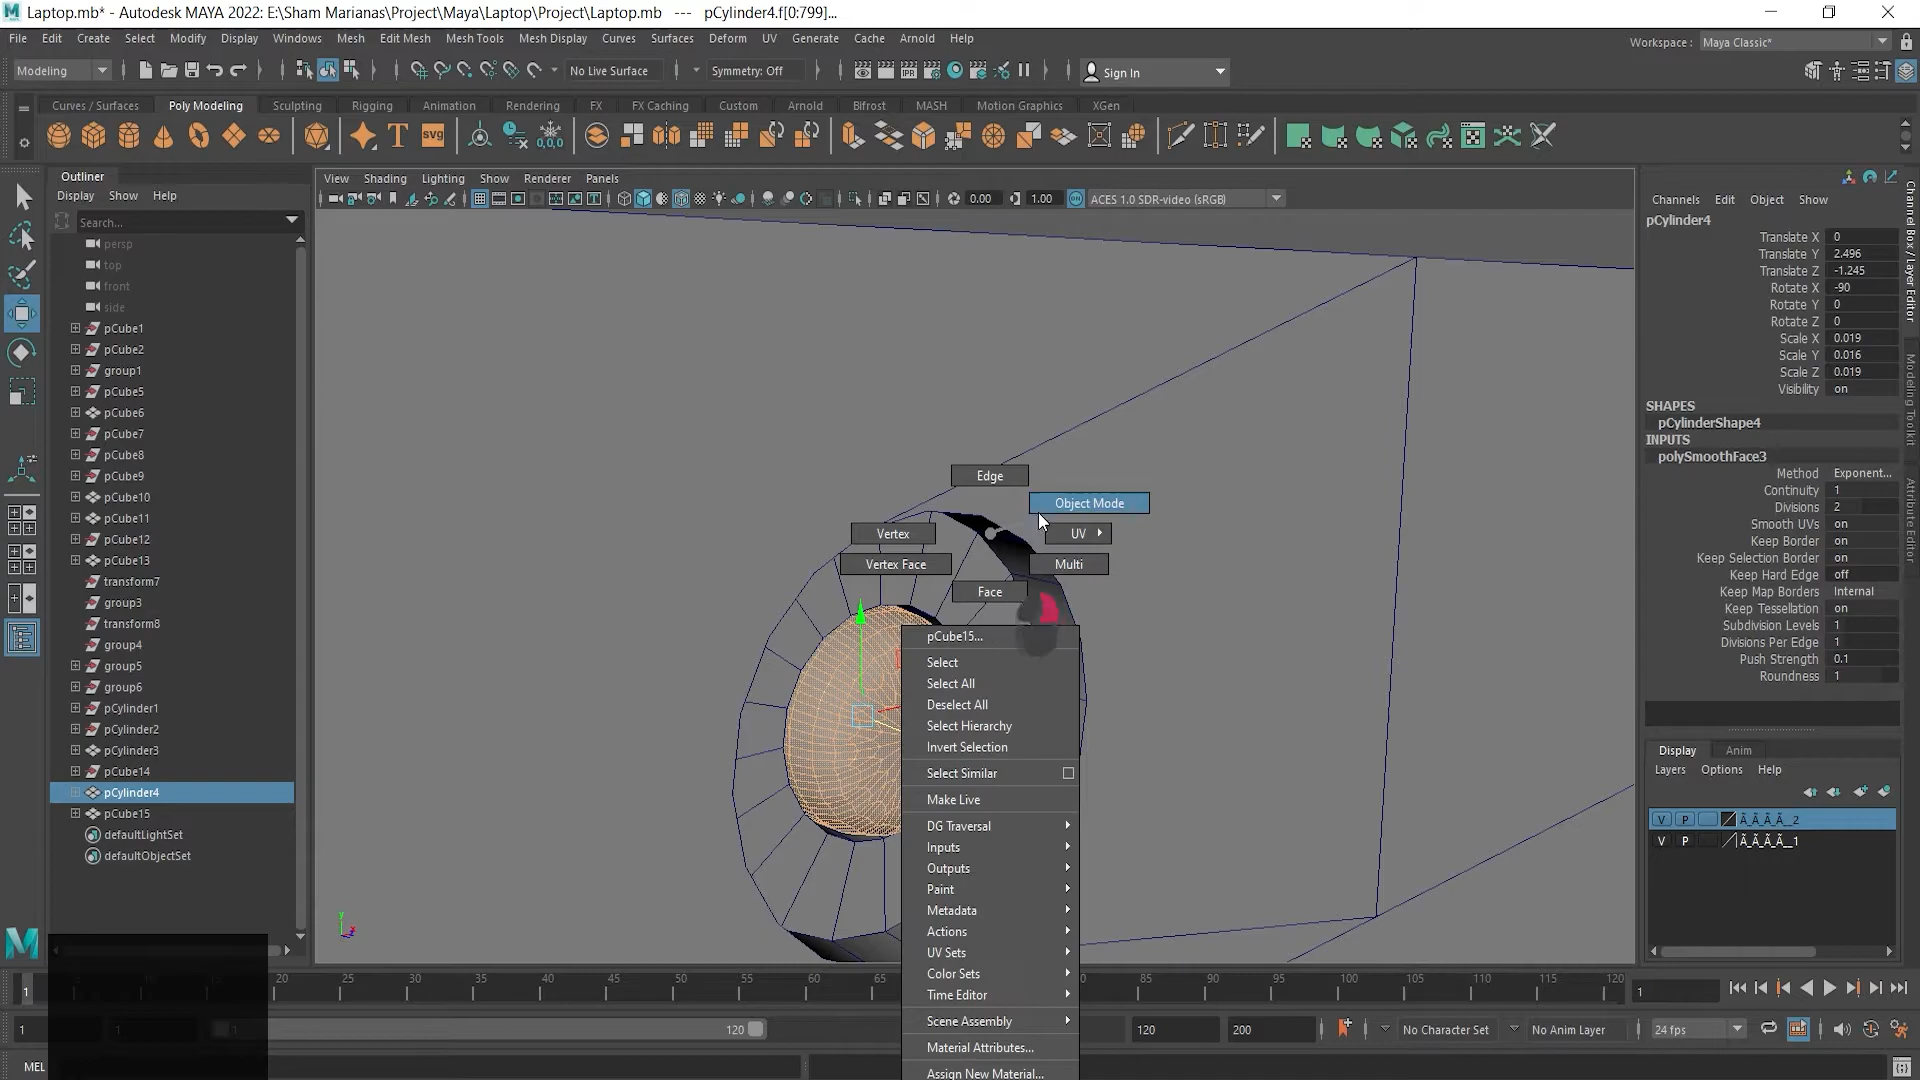 Laptop.mb* - Autodesk MAYA 2022: E:\Sham Marianas\Project\Maya\Laptop\Project\Laptop.mb   ---   pCylinder4.f[0:799]...
File Edit Create Select Modify Display Windows Mesh Edit Mesh Mesh Tools Mesh Display Curves Surfaces Deform UV Generate Cache Arnold Help
Workspace : Maya Classic*
Modeling No Live Surface Symmetry: Off Sign In
Curves / Surfaces Poly Modeling Sculpting Rigging Animation Rendering FX FX Caching Custom Arnold Bifrost MASH Motion Graphics XGen
Outliner
Display Show Help
Search...
persp
top
front
side
pCube1
pCube2
group1
pCube5
pCube6
pCube7
pCube8
pCube9
pCube10
pCube11
pCube12
pCube13
transform7
group3
transform8
group4
group5
group6
pCylinder1
pCylinder2
pCylinder3
pCube14
pCylinder4
pCube15
defaultLightSet
defaultObjectSet
View Shading Lighting Show Renderer Panels
0.00 1.00 ACES 1.0 SDR-video (sRGB)
Edge
Object Mode
Vertex UV
Vertex Face Multi
Face
pCube15...
Select
Select All
Deselect All
Select Hierarchy
Invert Selection
Select Similar
Make Live
DG Traversal
Inputs
Outputs
Paint
Metadata
Actions
UV Sets
Color Sets
Time Editor
Scene Assembly
Material Attributes...
Assign New Material...
Channels Edit Object Show
pCylinder4
Translate X 0
Translate Y 2.496
Translate Z -1.245
Rotate X -90
Rotate Y 0
Rotate Z 0
Scale X 0.019
Scale Y 0.016
Scale Z 0.019
Visibility on
SHAPES
pCylinderShape4
INPUTS
polySmoothFace3
Method Exponent...
Continuity 1
Divisions 2
Smooth UVs on
Keep Border on
Keep Selection Border on
Keep Hard Edge off
Keep Map Borders Internal
Keep Tessellation on
Subdivision Levels 1
Divisions Per Edge 1
Push Strength 0.1
Roundness 1
Display Anim
Layers Options Help
V P Ã_Ã_Ã_Ã__2
V P Ã_Ã_Ã_Ã__1
Channel Box / Layer Editor
Modeling Toolkit
Attribute Editor
20 25 30 35 40 45 50 55 60 65 80 85 90 95 100 105 110 115 120
1 1
1 120 120 200 No Character Set No Anim Layer 24 fps
MEL